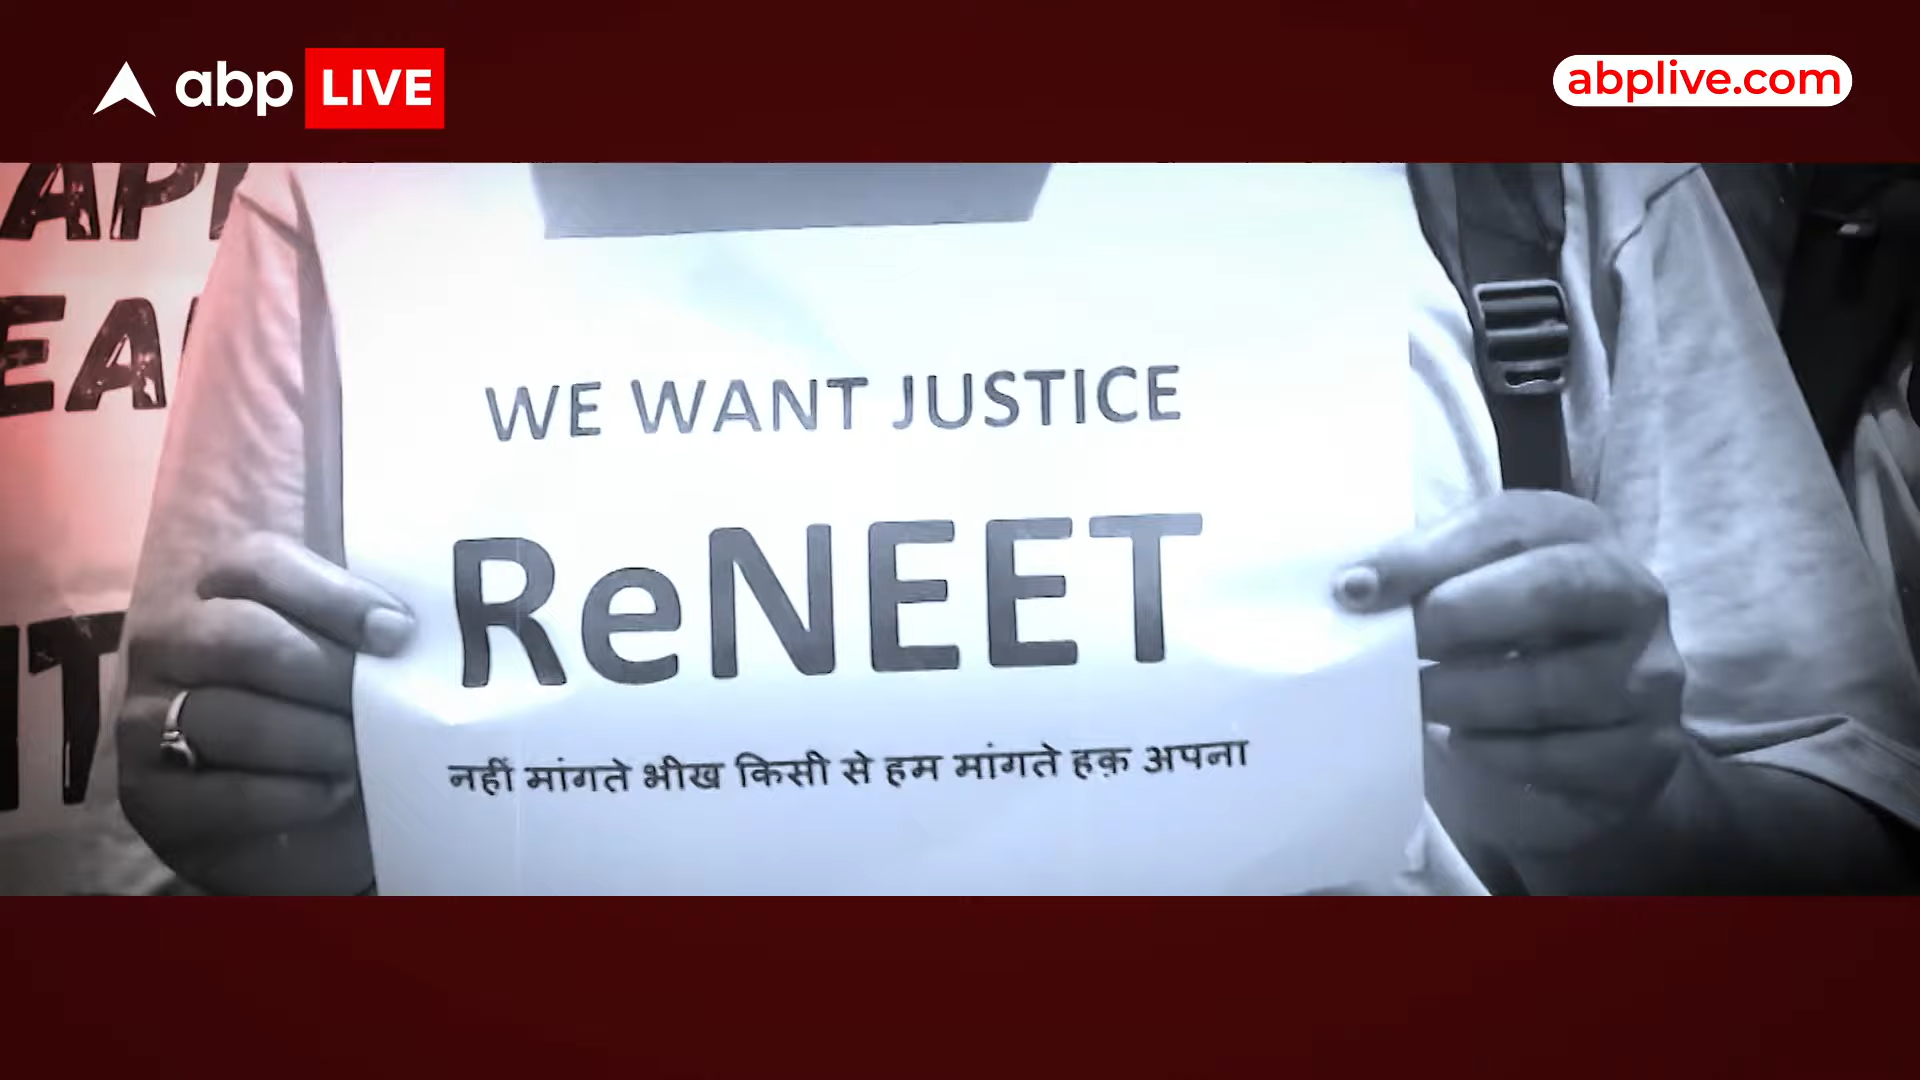 abp LIVE
abplive.com
WE WANT JUSTICE
ReNEET
नहीं मांगते भीख किसी से हम मांगते हक़ अपना